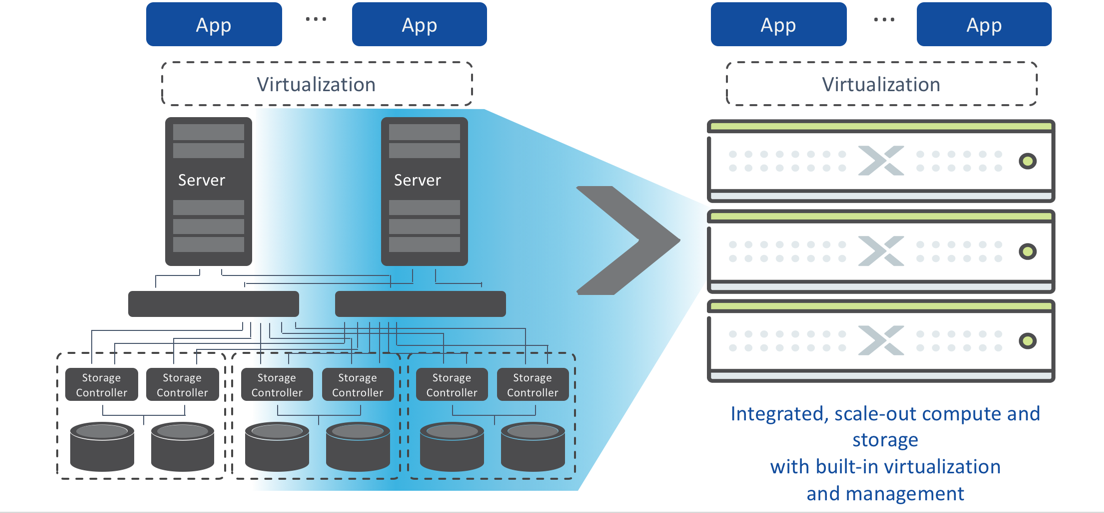 App
...
App
App
...
App
Virtualization
Virtualization
Server
Server
Storage
Controller
Storage
Controller
Storage
Controller
Storage
Controller
Storage
Controller
Storage
Controller
Integrated, scale-out compute and
storage
with built-in virtualization
and management